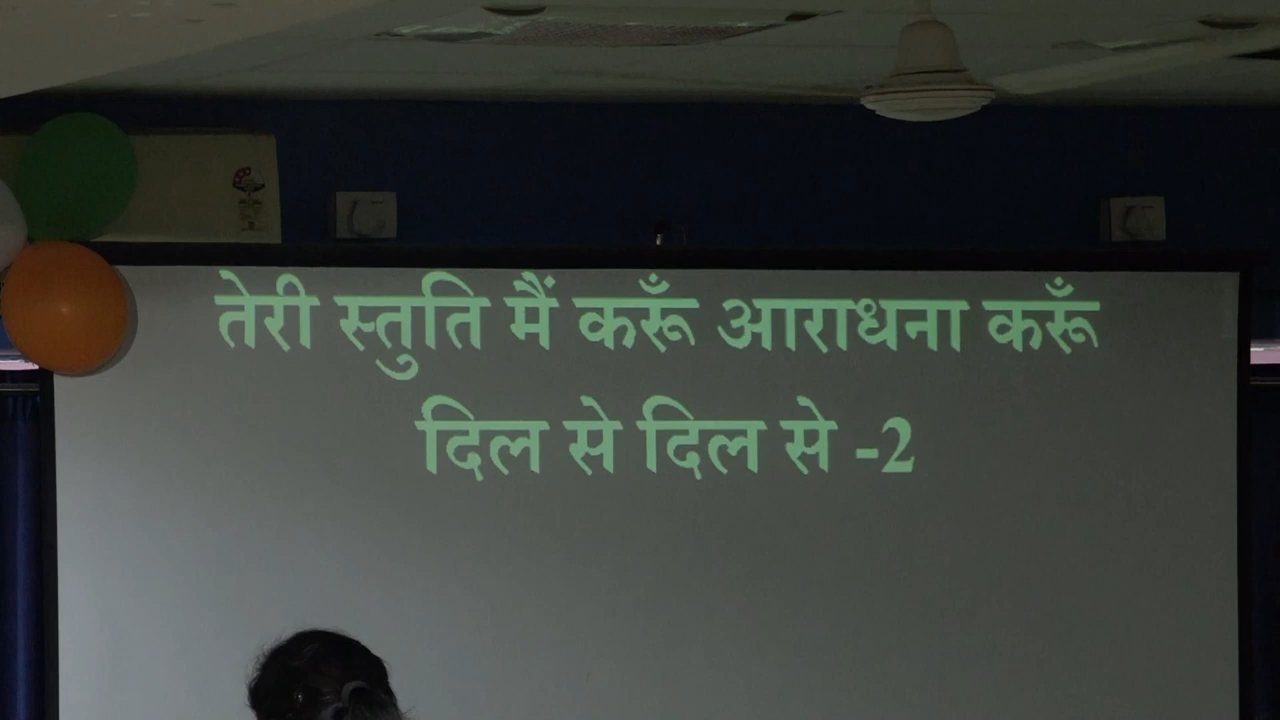 तेरी स्तुति मैं करूँ आराधना करूँ
दिल से दिल से -2